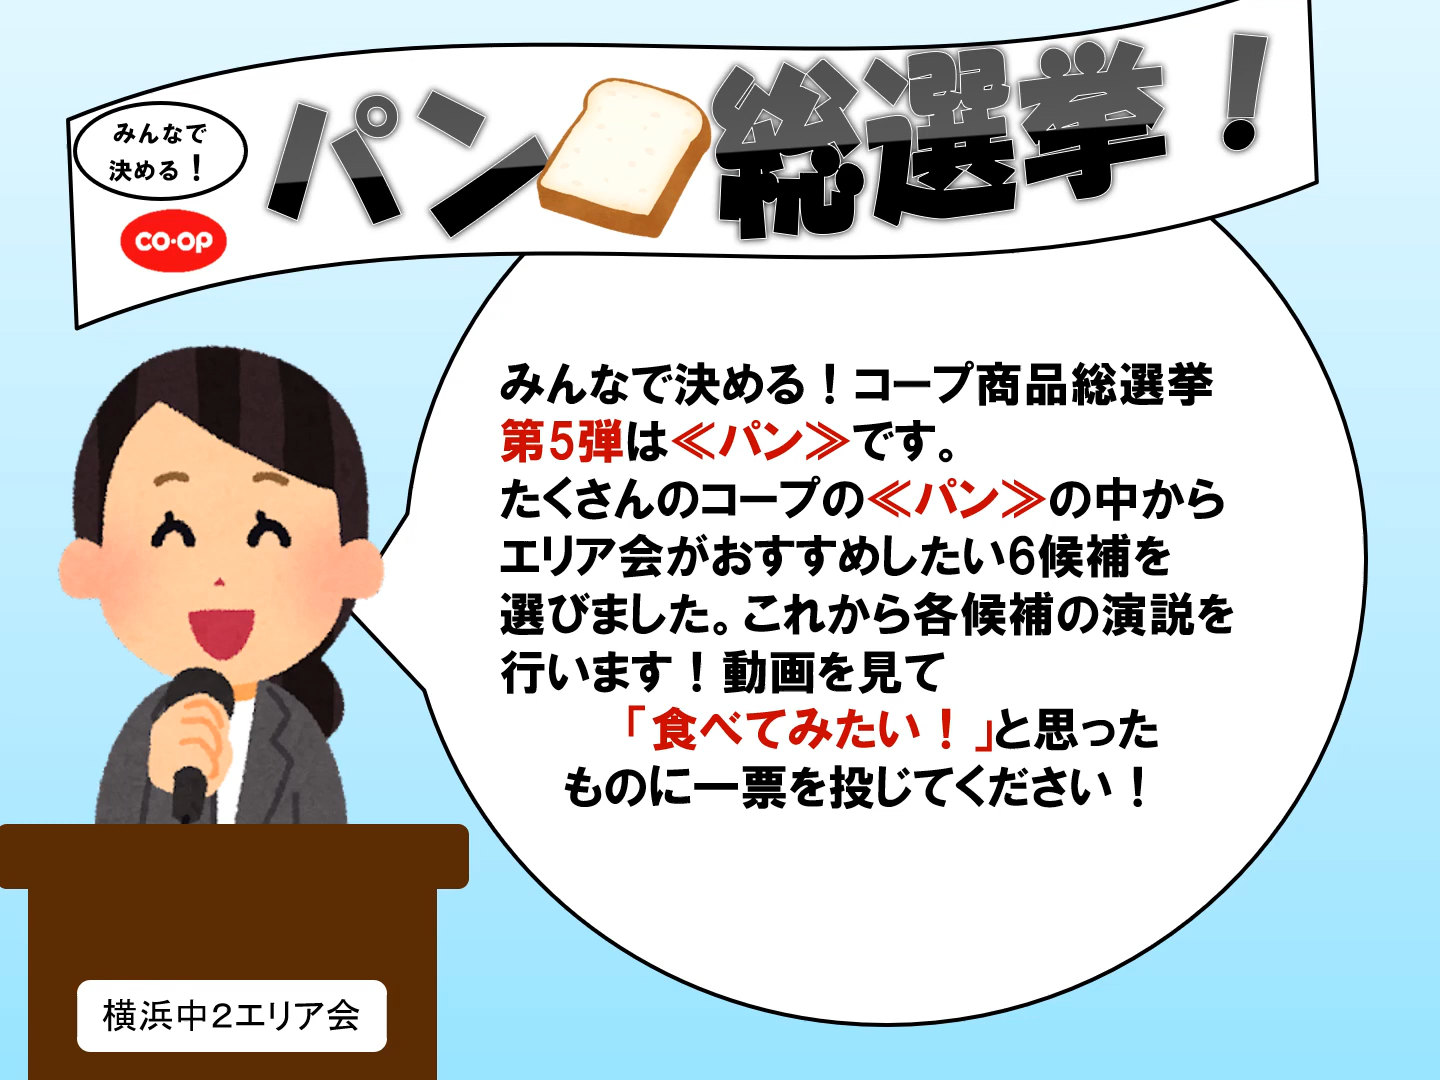 みんなで
決める！
CO·OP
パン総選挙！
みんなで決める！コープ商品総選挙
第5弾は≪パン≫です。
たくさんのコープの≪パン≫の中から
エリア会がおすすめしたい6候補を
選びました。これから各候補の演説を
行います！動画を見て
「食べてみたい！」と思った
ものに一票を投じてください！
横浜中２エリア会